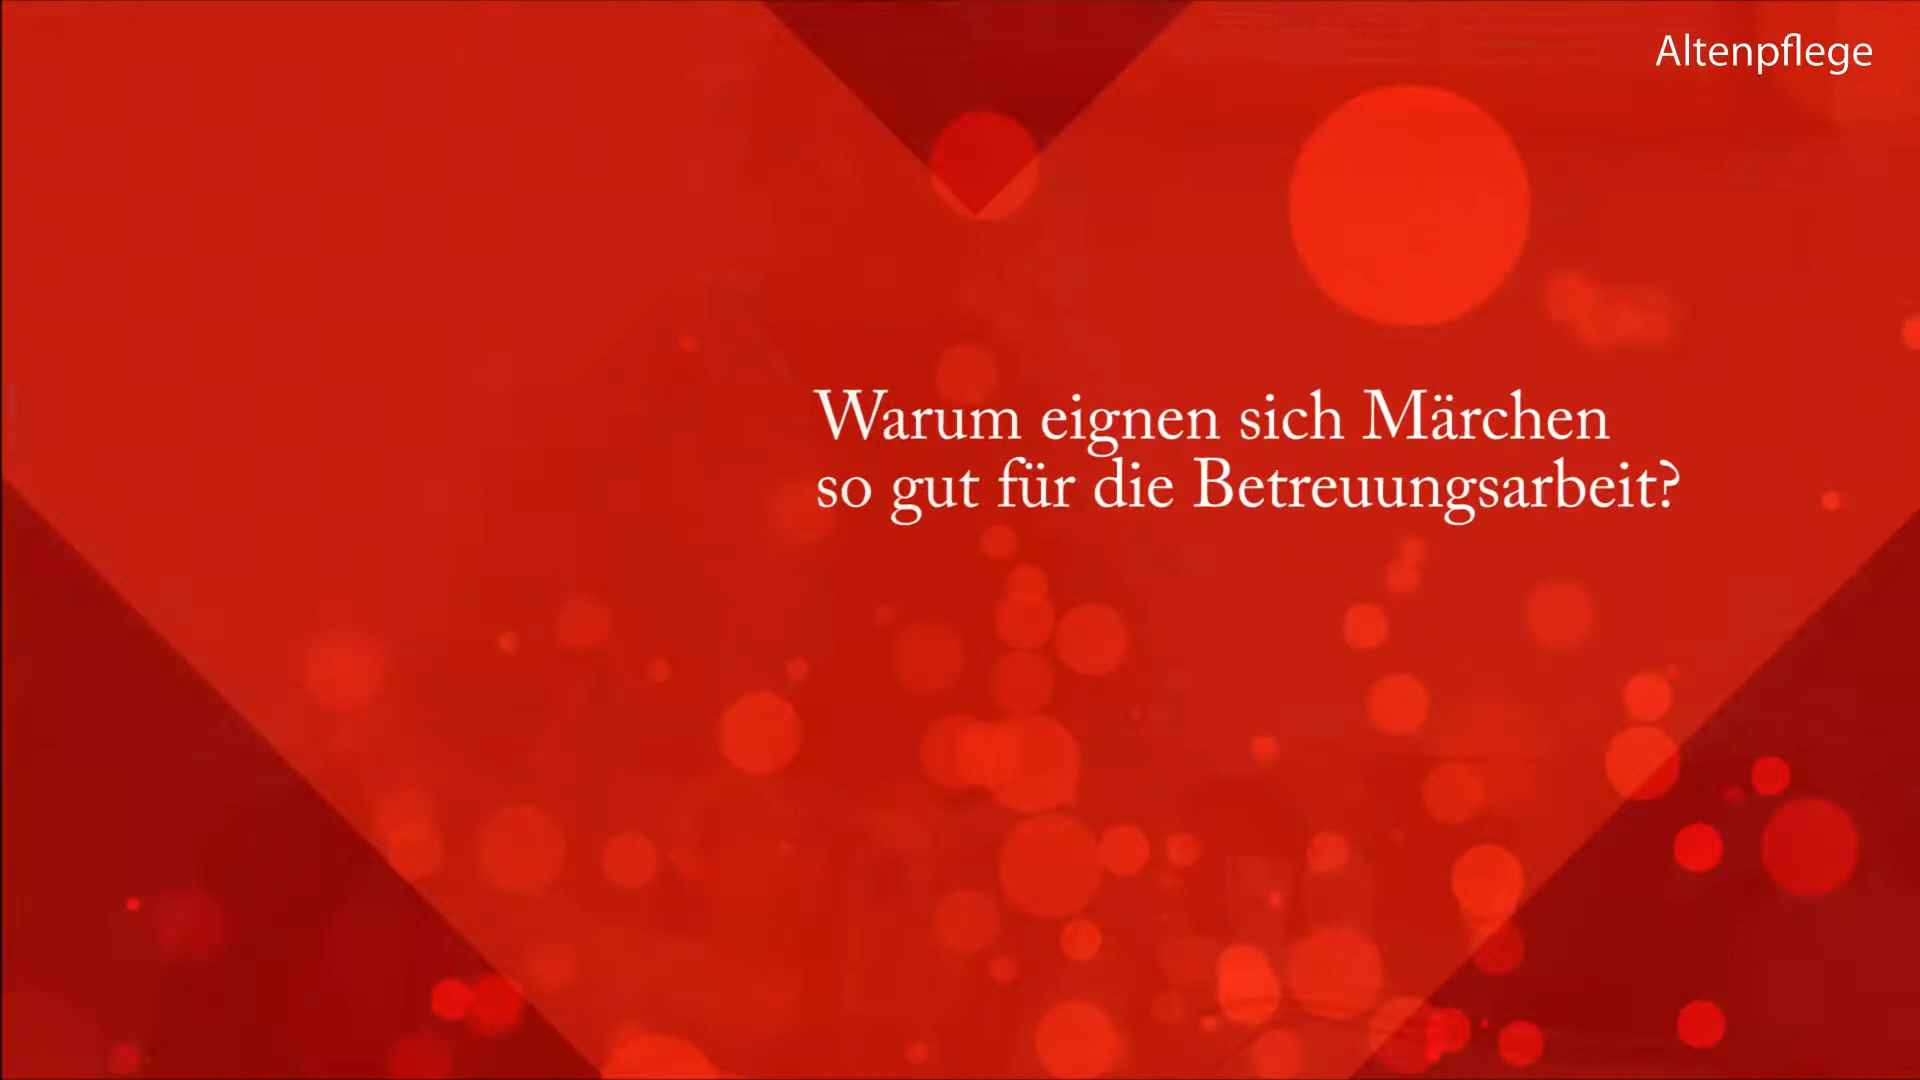 Altenpflege
Warum eignen sich Märchen
so gut für die Betreuungsarbeit?